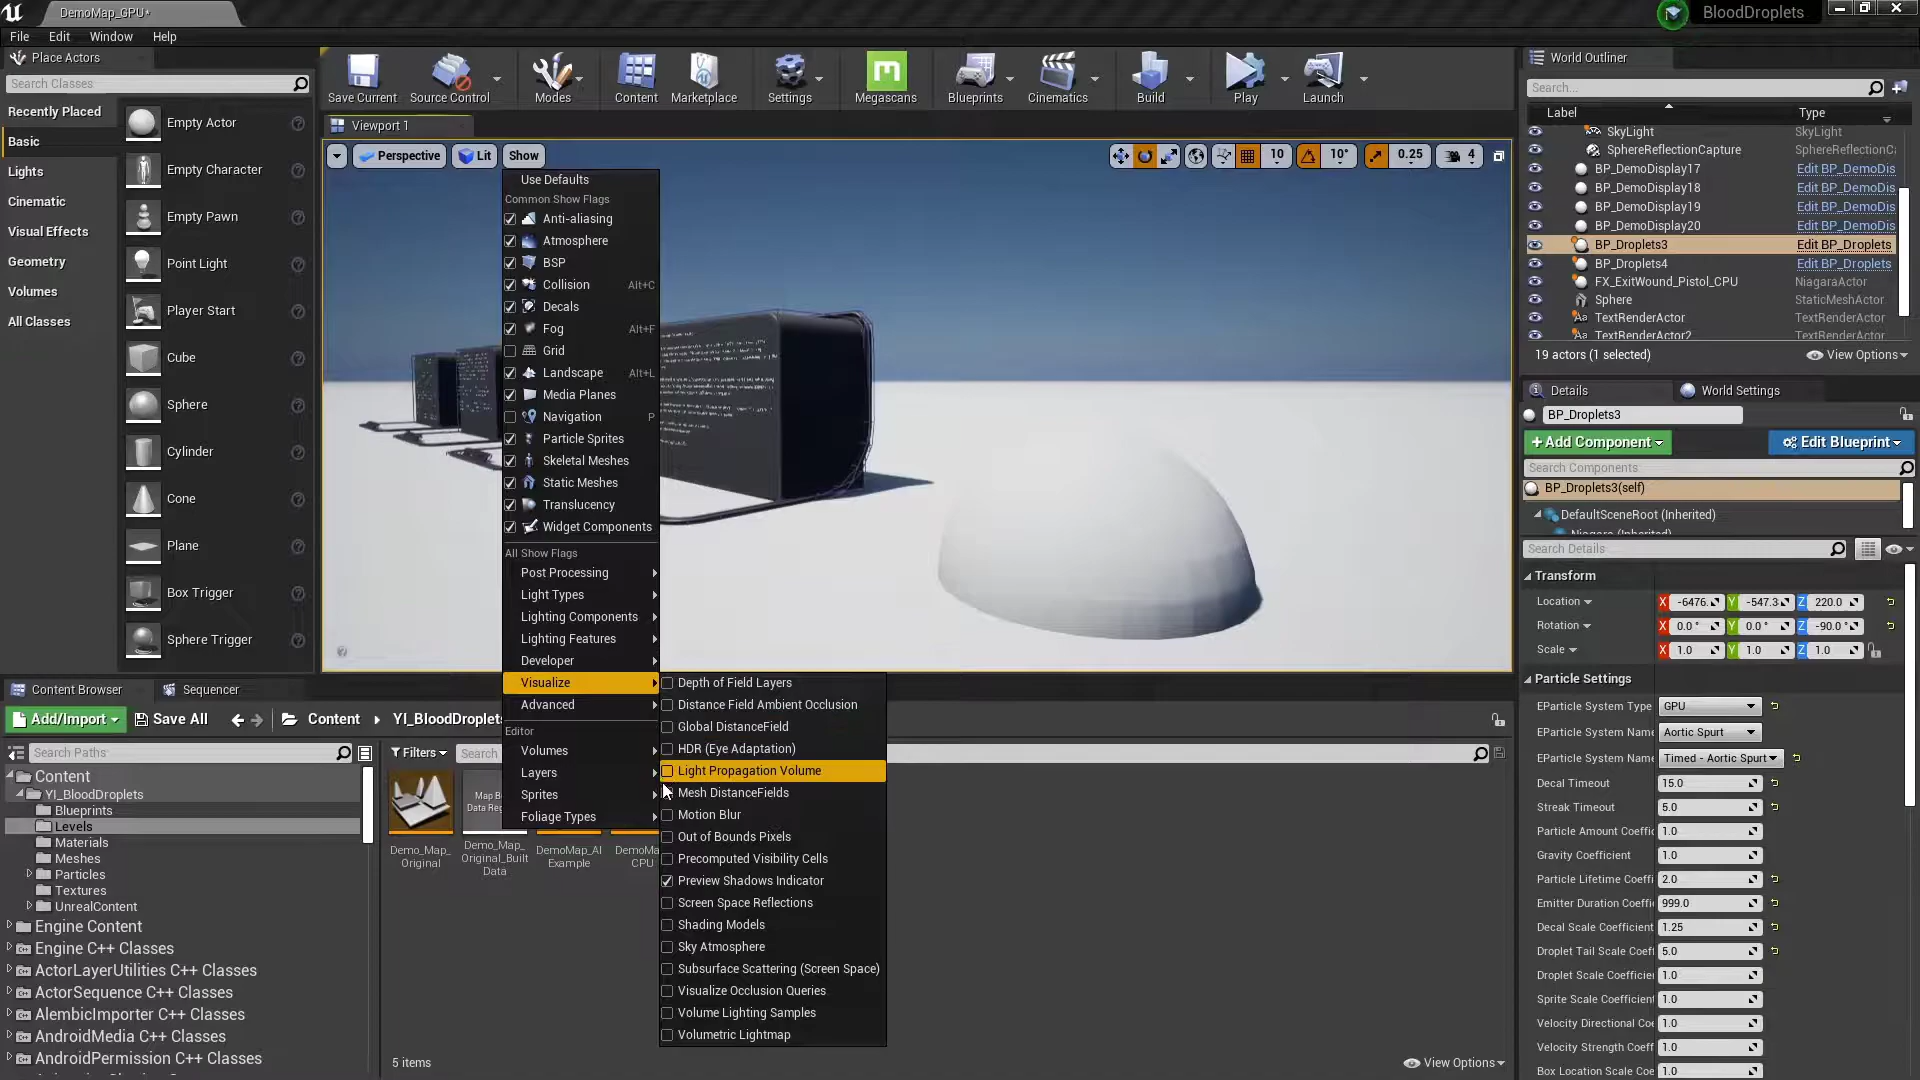 DemoMap_GPU*
BloodDroplets
File Edit Window Help
Place Actors
Search Classes
Recently Placed
Basic
Lights
Cinematic
Visual Effects
Geometry
Volumes
All Classes
Empty Actor
Empty Character
Empty Pawn
Point Light
Player Start
Cube
Sphere
Cylinder
Cone
Plane
Box Trigger
Sphere Trigger
Save Current
Source Control
Modes
Content
Marketplace
Settings
Megascans
Blueprints
Cinematics
Build
Play
Launch
Viewport 1
Perspective
Lit
Show
10
10°
0.25
4
Use Defaults
Common Show Flags
Anti-aliasing
Atmosphere
BSP
Collision Alt+C
Decals
Fog Alt+F
Grid
Landscape Alt+L
Media Planes
Navigation P
Particle Sprites
Skeletal Meshes
Static Meshes
Translucency
Widget Components
All Show Flags
Post Processing
Light Types
Lighting Components
Lighting Features
Developer
Visualize
Advanced
Editor
Volumes
Layers
Sprites
Foliage Types
Depth of Field Layers
Distance Field Ambient Occlusion
Global DistanceField
HDR (Eye Adaptation)
Light Propagation Volume
Mesh DistanceFields
Motion Blur
Out of Bounds Pixels
Precomputed Visibility Cells
Preview Shadows Indicator
Screen Space Reflections
Shading Models
Sky Atmosphere
Subsurface Scattering (Screen Space)
Visualize Occlusion Queries
Volume Lighting Samples
Volumetric Lightmap
World Outliner
Search...
Label Type
SkyLight SkyLight
SphereReflectionCapture SphereReflectionCa
BP_DemoDisplay17 Edit BP_DemoDis
BP_DemoDisplay18 Edit BP_DemoDis
BP_DemoDisplay19 Edit BP_DemoDis
BP_DemoDisplay20 Edit BP_DemoDis
BP_Droplets3 Edit BP_Droplets
BP_Droplets4 Edit BP_Droplets
FX_ExitWound_Pistol_CPU NiagaraActor
Sphere StaticMeshActor
TextRenderActor TextRenderActor
TextRenderActor2 TextRenderActor
19 actors (1 selected)
View Options
Details
World Settings
BP_Droplets3
+Add Component
Edit Blueprint
Search Components
BP_Droplets3(self)
DefaultSceneRoot (Inherited)
Niagara (Inherited)
Search Details
Transform
Location X -6476. Y -547.3 Z 220.0
Rotation X 0.0° Y 0.0° Z -90.0°
Scale X 1.0 Y 1.0 Z 1.0
Particle Settings
EParticle System Type GPU
EParticle System Name Aortic Spurt
EParticle System Name Timed - Aortic Spurt
Decal Timeout 15.0
Streak Timeout 5.0
Particle Amount Coeffic 1.0
Gravity Coefficient 1.0
Particle Lifetime Coeffi 2.0
Emitter Duration Coeffi 999.0
Decal Scale Coefficient 1.25
Droplet Tail Scale Coef 5.0
Droplet Scale Coefficie 1.0
Sprite Scale Coefficient 1.0
Velocity Directional Coe 1.0
Velocity Strength Coeff 1.0
Box Location Scale Coe 1.0
Content Browser
Sequencer
Add/Import
Save All
Content
YI_BloodDroplets
Search Paths
Filters
Search
Content
YI_BloodDroplets
Blueprints
Levels
Materials
Meshes
Particles
Textures
UnrealContent
Engine Content
Engine C++ Classes
ActorLayerUtilities C++ Classes
ActorSequence C++ Classes
AlembicImporter C++ Classes
AndroidMedia C++ Classes
AndroidPermission C++ Classes
Map B
Data Reg
Demo_Map_
Original
Demo_Map_
Original_Built
Data
DemoMap_AI
Example
DemoMa
CPU
5 items
View Options